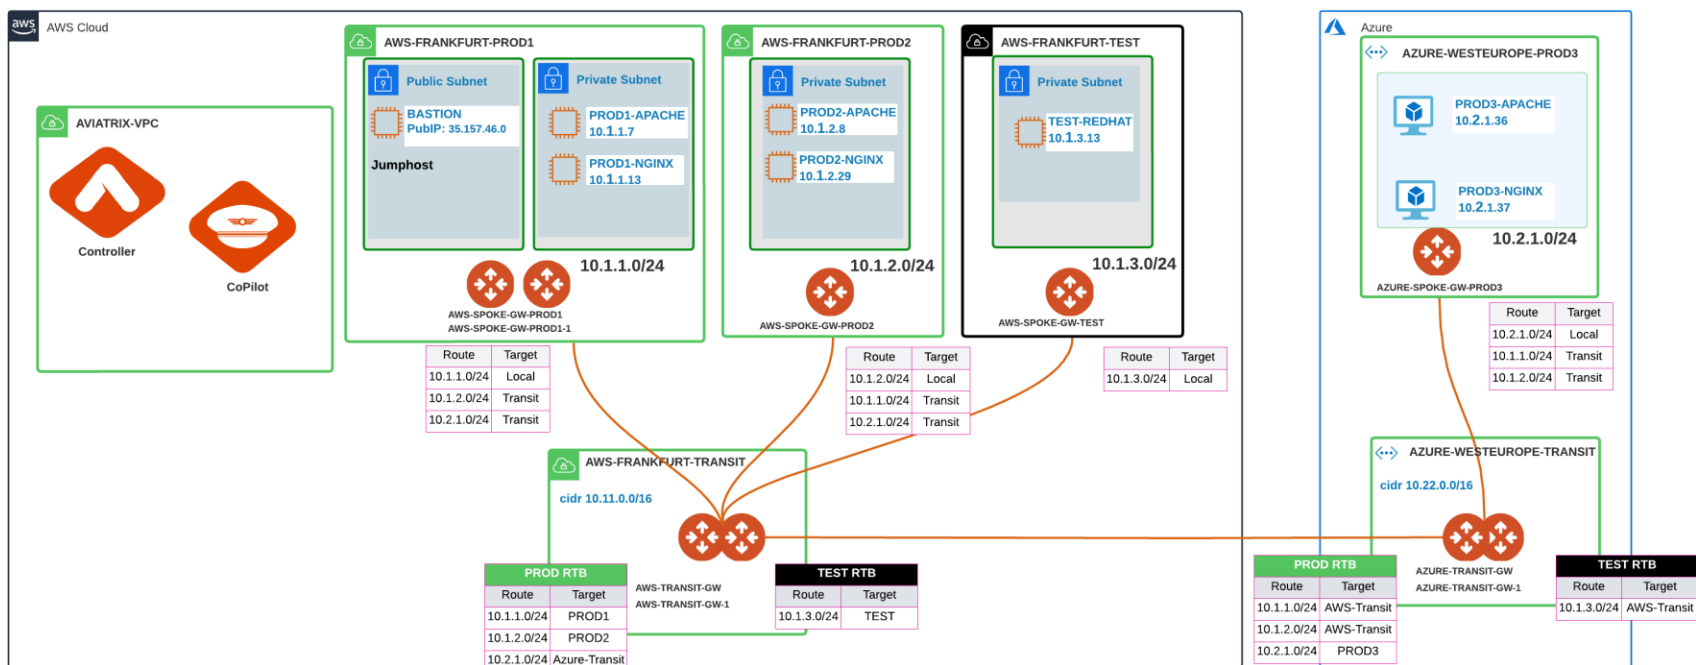 aws
AWS Cloud
AVIATRIX-VPC
Controller
CoPilot
AWS-FRANKFURT-PROD1
Public Subnet
BASTION
PubIP: 35.157.46.0
Jumphost
Private Subnet
PROD1-APACHE
10.1.1.7
PROD1-NGINX
10.1.1.13
10.1.1.0/24
AWS-SPOKE-GW-PROD1
AWS-SPOKE-GW-PROD1-1
Route Target
10.1.1.0/24 Local
10.1.2.0/24 Transit
10.2.1.0/24 Transit
AWS-FRANKFURT-PROD2
Private Subnet
PROD2-APACHE
10.1.2.8
PROD2-NGINX
10.1.2.29
10.1.2.0/24
AWS-SPOKE-GW-PROD2
Route Target
10.1.2.0/24 Local
10.1.1.0/24 Transit
10.2.1.0/24 Transit
AWS-FRANKFURT-TEST
Private Subnet
TEST-REDHAT
10.1.3.13
10.1.3.0/24
AWS-SPOKE-GW-TEST
Route Target
10.1.3.0/24 Local
AWS-FRANKFURT-TRANSIT
cidr 10.11.0.0/16
AWS-TRANSIT-GW
AWS-TRANSIT-GW-1
PROD RTB
Route Target
10.1.1.0/24 PROD1
10.1.2.0/24 PROD2
10.2.1.0/24 Azure-Transit
TEST RTB
Route Target
10.1.3.0/24 TEST
Azure
AZURE-WESTEUROPE-PROD3
PROD3-APACHE
10.2.1.36
PROD3-NGINX
10.2.1.37
10.2.1.0/24
AZURE-SPOKE-GW-PROD3
Route Target
10.2.1.0/24 Local
10.1.1.0/24 Transit
10.1.2.0/24 Transit
AZURE-WESTEUROPE-TRANSIT
cidr 10.22.0.0/16
AZURE-TRANSIT-GW
AZURE-TRANSIT-GW-1
PROD RTB
Route Target
10.1.1.0/24 AWS-Transit
10.1.2.0/24 AWS-Transit
10.2.1.0/24 PROD3
TEST RTB
Route Target
10.1.3.0/24 AWS-Transit